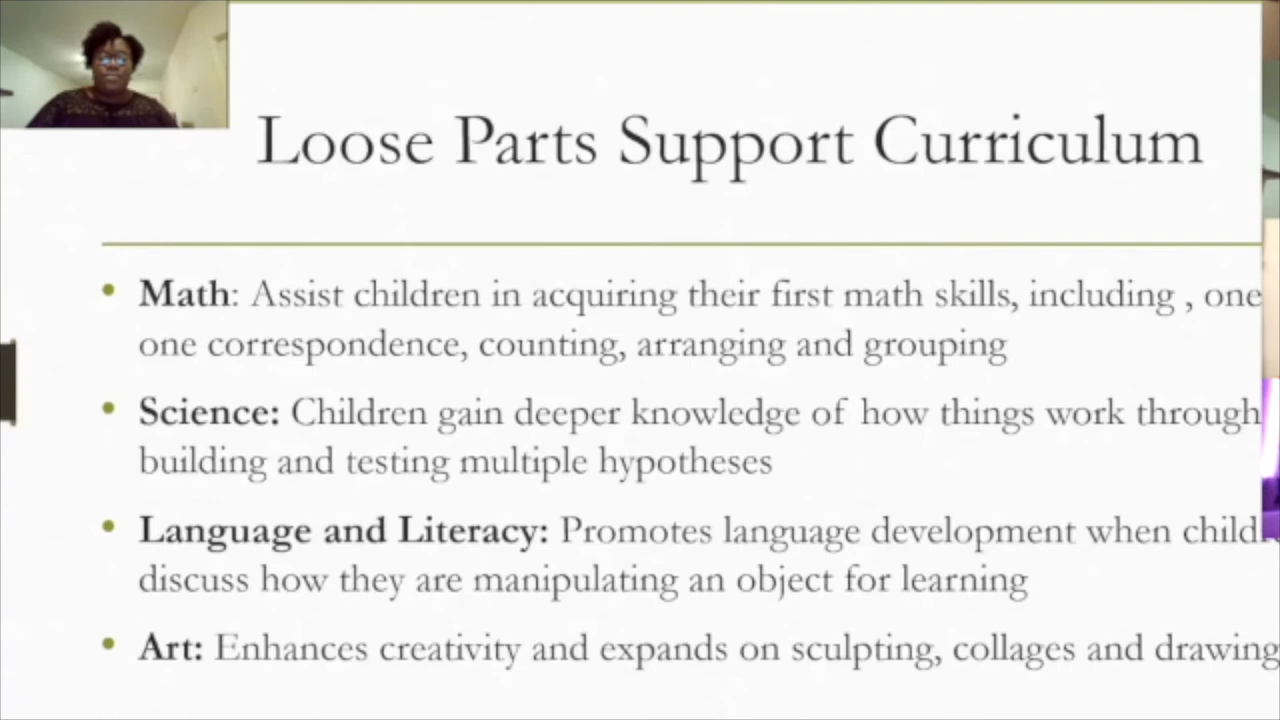 Loose Parts Support Curriculum
• Math: Assist children in acquiring their first math skills, including , one
one correspondence, counting, arranging and grouping
• Science: Children gain deeper knowledge of how things work through
building and testing multiple hypotheses
• Language and Literacy: Promotes language development when child
discuss how they are manipulating an object for learning
• Art: Enhances creativity and expands on sculpting, collages and drawing